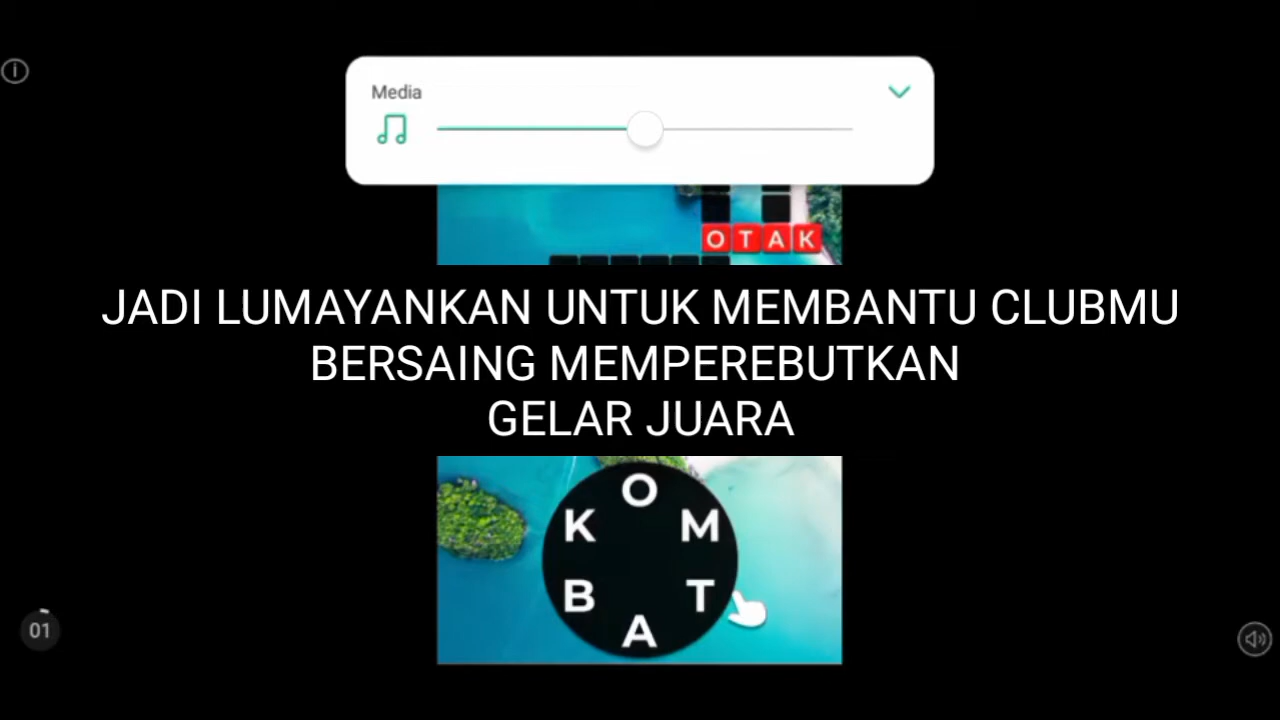 Media
OTAK
JADI LUMAYANKAN UNTUK MEMBANTU CLUBMU
BERSAING MEMPEREBUTKAN
GELAR JUARA
O
K M
B T
A
01